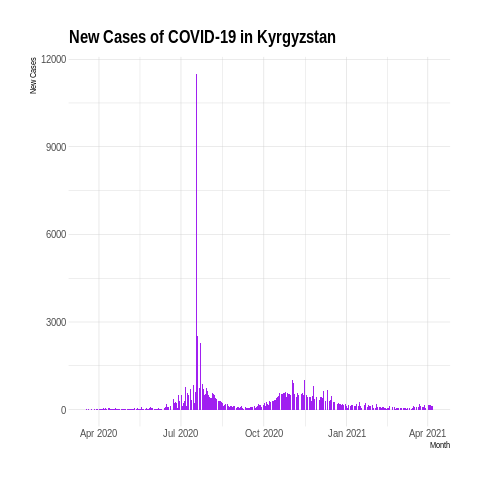 New Cases of COVID-19 in Kyrgyzstan
New Cases
12000
9000
6000
3000
0
Apr 2020
Jul 2020
Oct 2020
Jan 2021
Apr 2021
Month